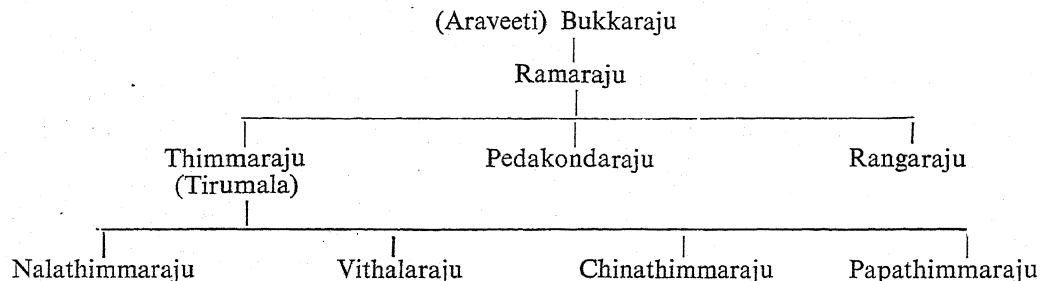 (Araveeti) Bukkaraju
Ramaraju
Thimmaraju Pedakondaraju Rangaraju
(Tirumala)
Nalathimmaraju Vithalaraju Chinathimmaraju Papathimmaraju